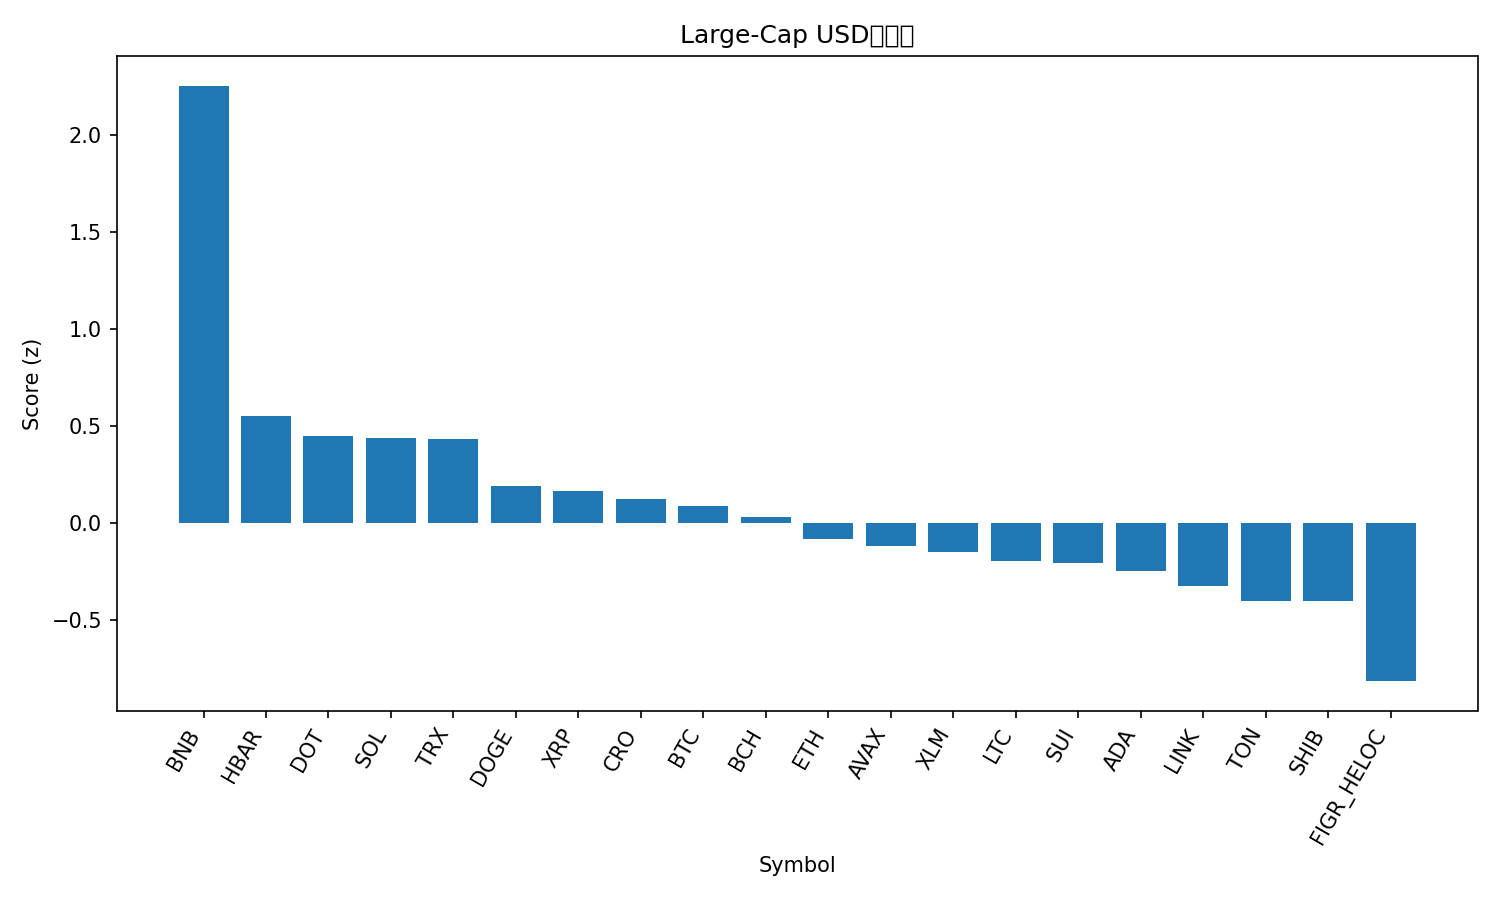 Large-Cap USD
Score (z)
2.0
1.5
1.0
0.5
0.0
−0.5
BNB
HBAR
DOT
SOL
TRX
DOGE
XRP
CRO
BTC
BCH
ETH
AVAX
XLM
LTC
SUI
ADA
LINK
TON
SHIB
FIGR_HELOC
Symbol